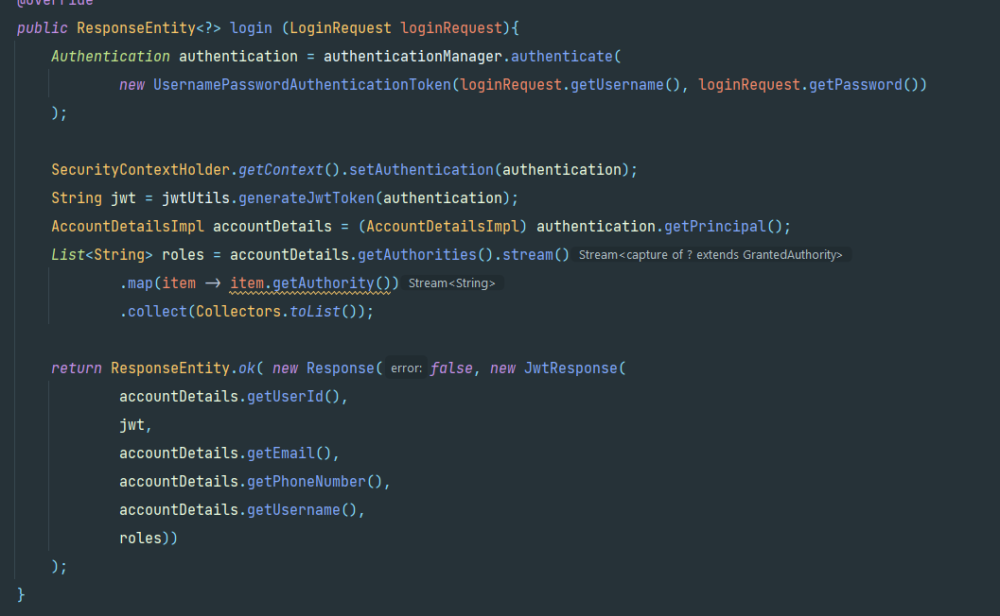 @Override
public ResponseEntity<?> login (LoginRequest loginRequest){
Authentication authentication = authenticationManager.authenticate(
new UsernamePasswordAuthenticationToken(loginRequest.getUsername(), loginRequest.getPassword())
);
SecurityContextHolder.getContext().setAuthentication(authentication);
String jwt = jwtUtils.generateJwtToken(authentication);
AccountDetailsImpl accountDetails = (AccountDetailsImpl) authentication.getPrincipal();
List<String> roles = accountDetails.getAuthorities().stream() Stream<capture of ? extends GrantedAuthority>
.map(item -> item.getAuthority()) Stream<String>
.collect(Collectors.toList());
return ResponseEntity.ok( new Response( error: false, new JwtResponse(
accountDetails.getUserId(),
jwt,
accountDetails.getEmail(),
accountDetails.getPhoneNumber(),
accountDetails.getUsername(),
roles))
);
}